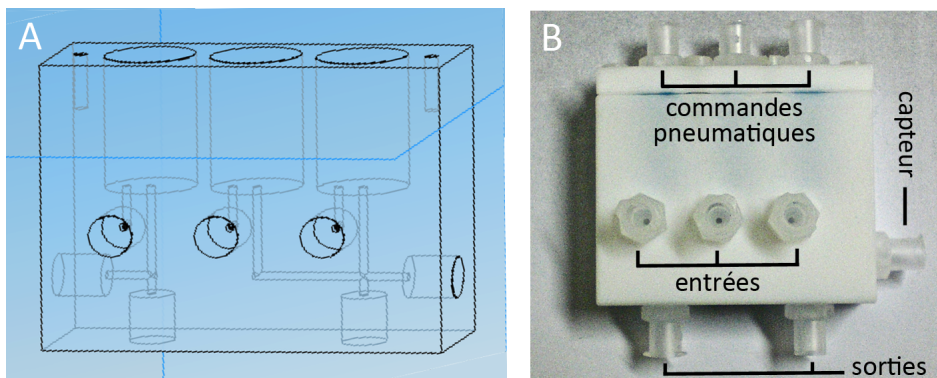 A
B
commandes
pneumatiques
capteur
entrées
sorties